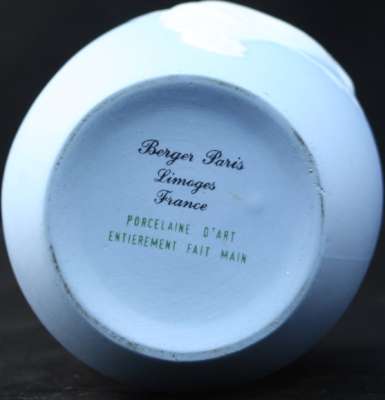 Berger Paris
Limoges
France
PORCELAINE D'ART
ENTIEREMENT FAIT MAIN